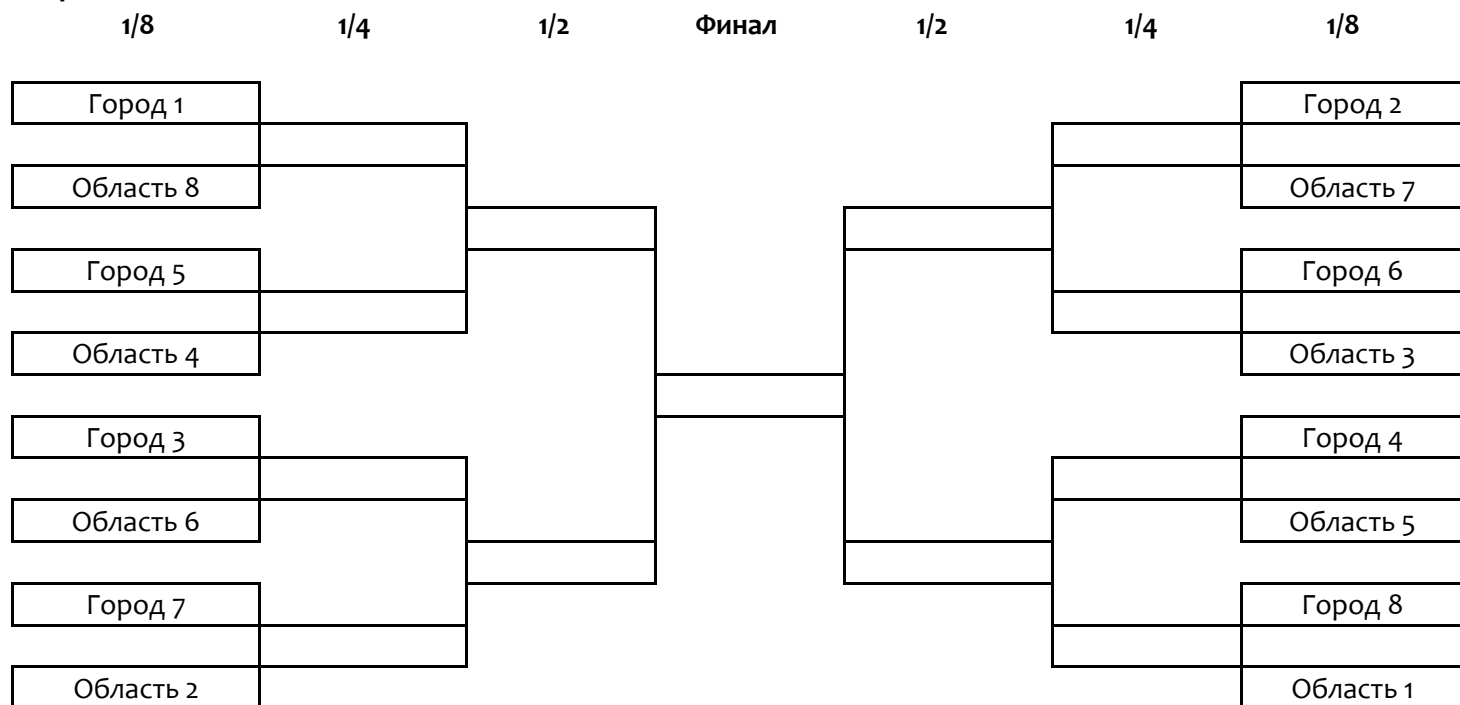 1/8 1/4 1/2 Финал 1/2 1/4 1/8
Город 1 Город 2
Область 8 Область 7
Город 5 Город 6
Область 4 Область 3
Город 3 Город 4
Область 6 Область 5
Город 7 Город 8
Область 2 Область 1